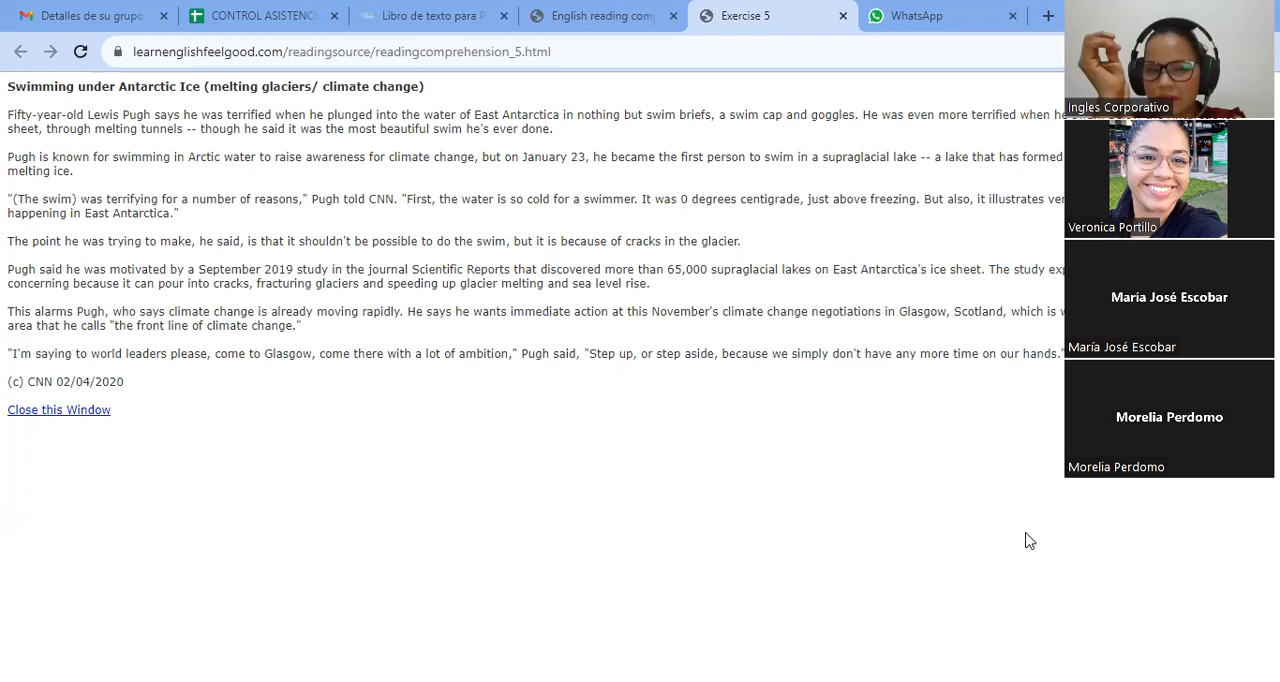 Detalles de su grupo
CONTROL ASISTENC
Libro de texto para P
English reading com
Exercise 5
WhatsApp
learnenglishfeelgood.com/readingsource/readingcomprehension_5.html
Swimming under Antarctic Ice (melting glaciers/ climate change)
Fifty-year-old Lewis Pugh says he was terrified when he plunged into the water of East Antarctica in nothing but swim briefs, a swim cap and goggles. He was even more terrified when he
sheet, through melting tunnels -- though he said it was the most beautiful swim he's ever done.
Pugh is known for swimming in Arctic water to raise awareness for climate change, but on January 23, he became the first person to swim in a supraglacial lake -- a lake that has formed
melting ice.
"(The swim) was terrifying for a number of reasons," Pugh told CNN. "First, the water is so cold for a swimmer. It was 0 degrees centigrade, just above freezing. But also, it illustrates ver
happening in East Antarctica."
The point he was trying to make, he said, is that it shouldn't be possible to do the swim, but it is because of cracks in the glacier.
Pugh said he was motivated by a September 2019 study in the journal Scientific Reports that discovered more than 65,000 supraglacial lakes on East Antarctica's ice sheet. The study exp
concerning because it can pour into cracks, fracturing glaciers and speeding up glacier melting and sea level rise.
This alarms Pugh, who says climate change is already moving rapidly. He says he wants immediate action at this November's climate change negotiations in Glasgow, Scotland, which is w
area that he calls "the front line of climate change."
"I'm saying to world leaders please, come to Glasgow, come there with a lot of ambition," Pugh said, "Step up, or step aside, because we simply don't have any more time on our hands."
(c) CNN 02/04/2020
Close this Window
Ingles Corporativo
Veronica Portillo
María José Escobar
María José Escobar
Morelia Perdomo
Morelia Perdomo